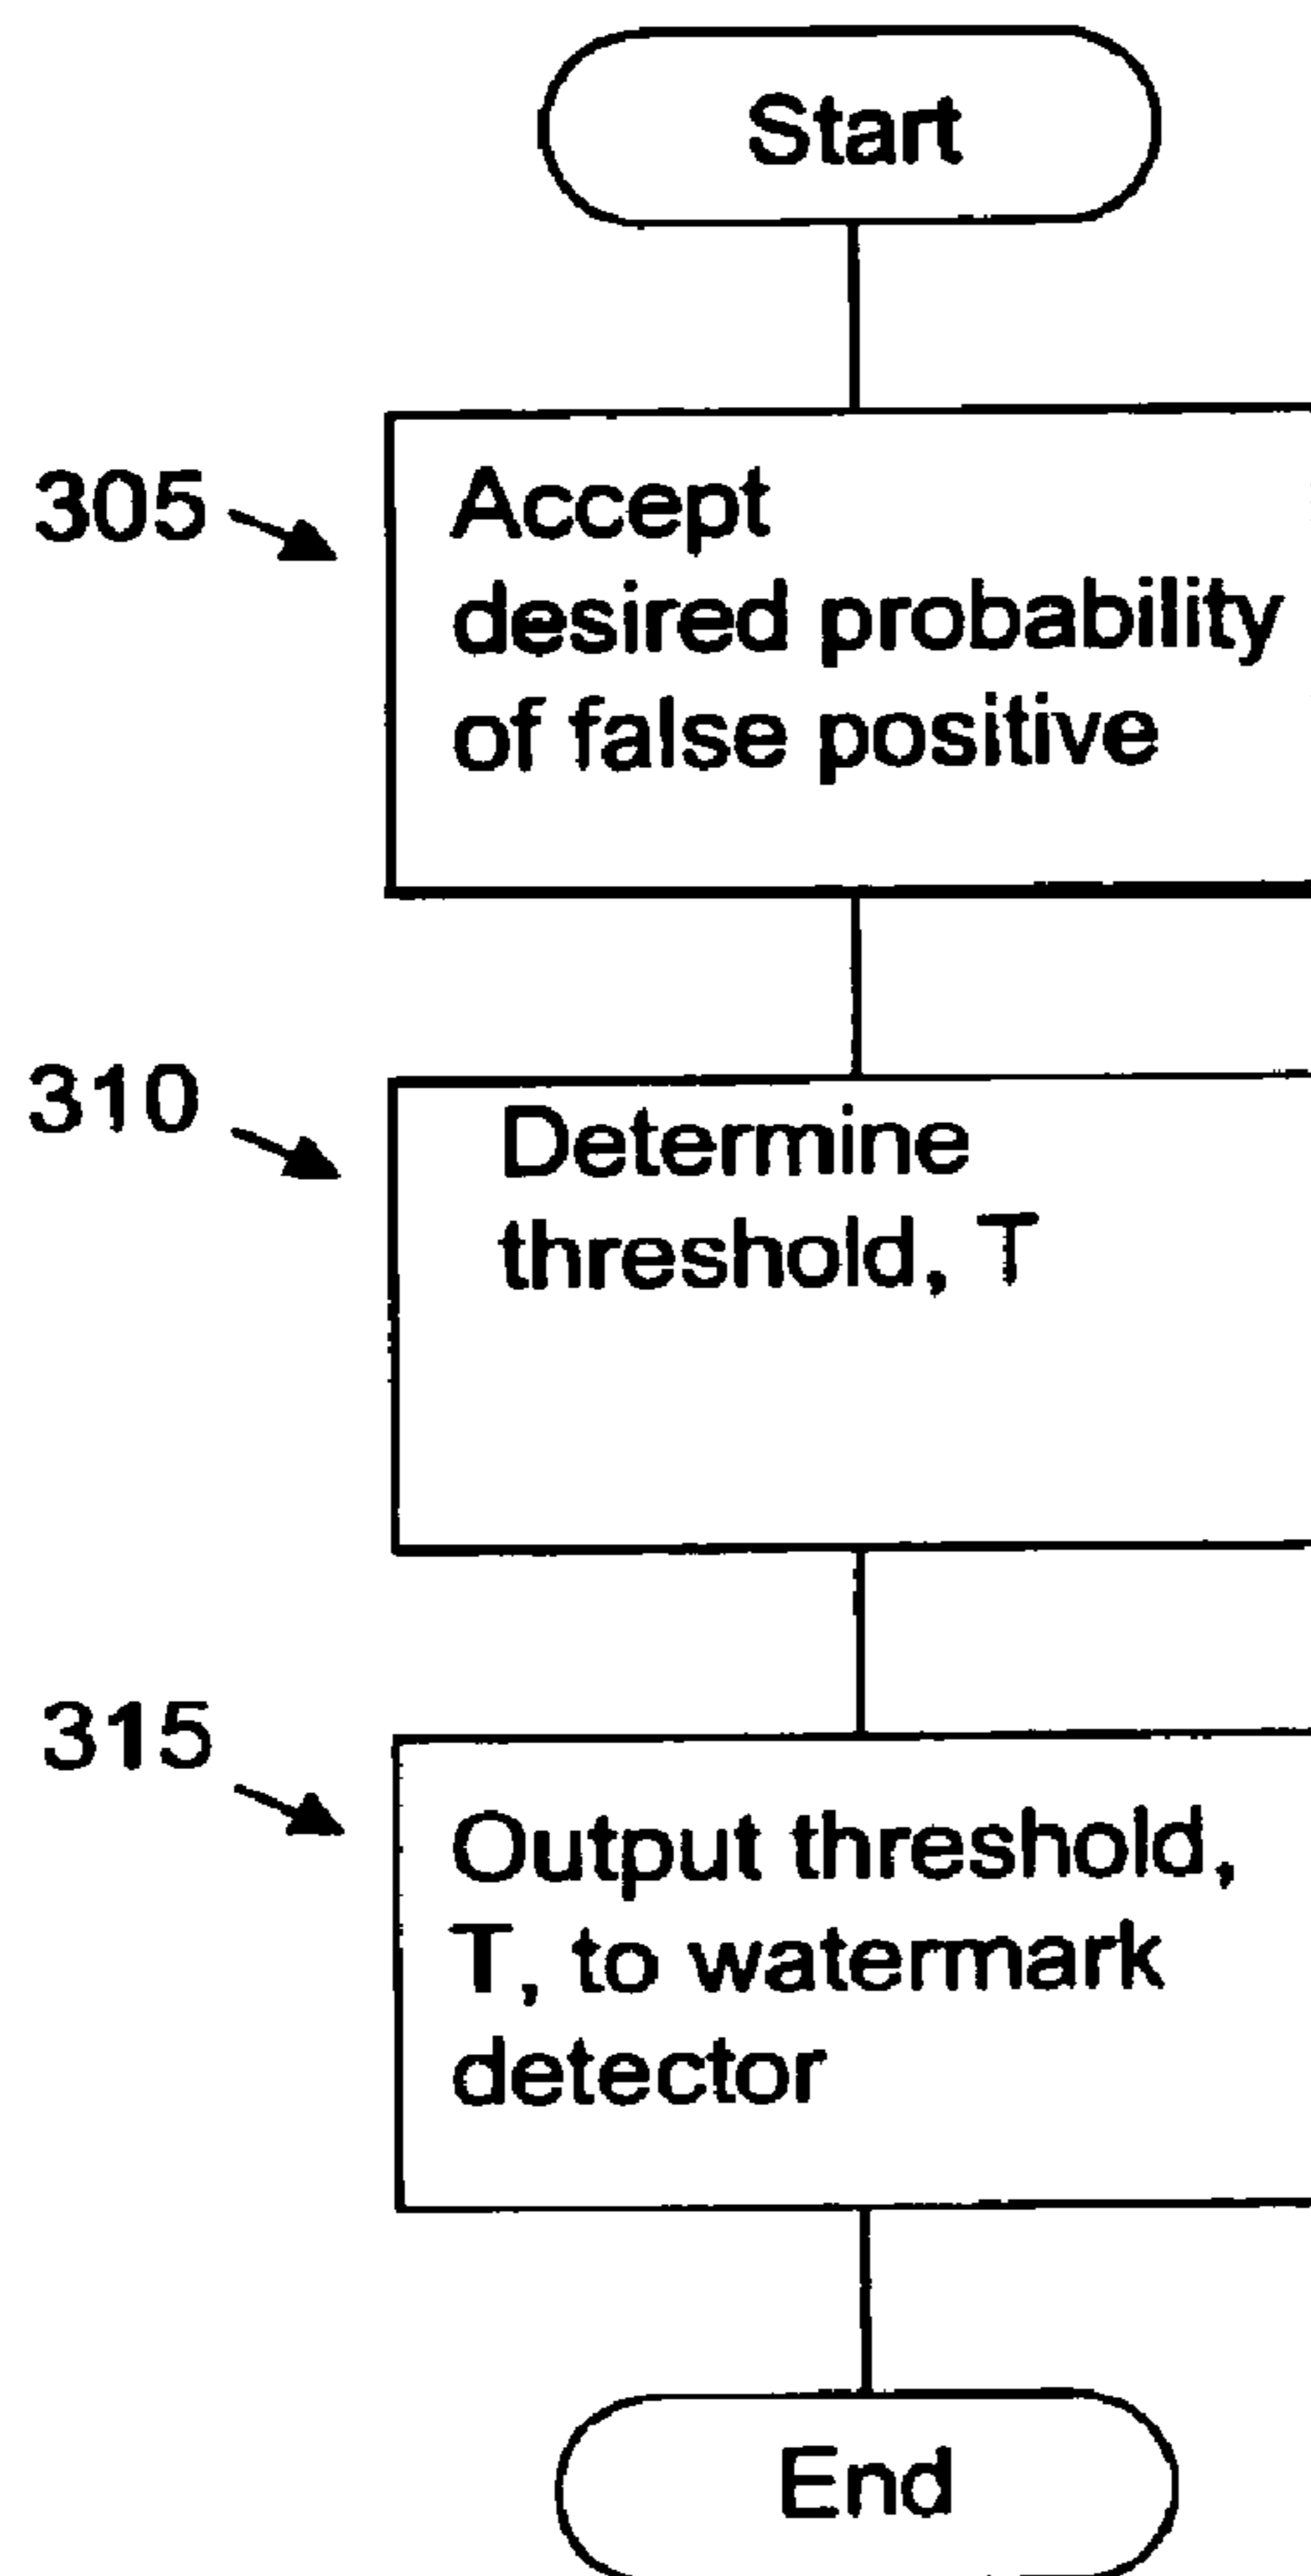 Start
305
Accept
desired probability
of false positive
310
Determine
threshold, T
315
Output threshold,
T, to watermark
detector
End